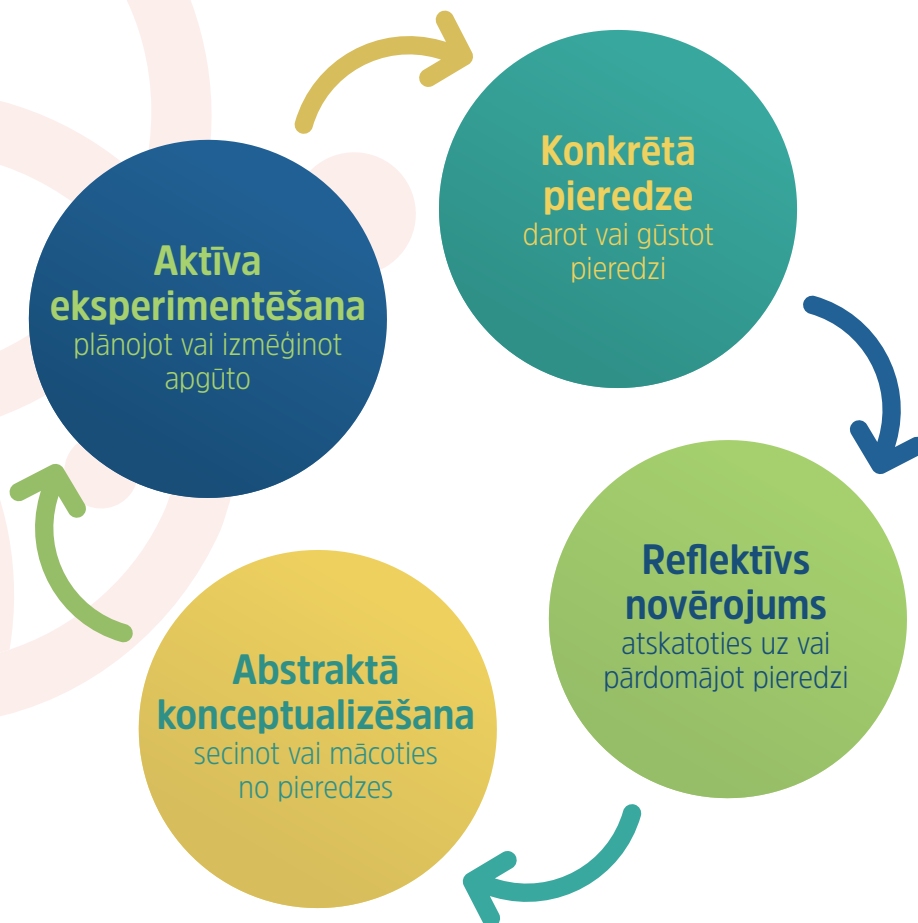 Konkrētā
pieredze
darot vai gūstot
pieredzi
Aktīva
eksperimentēšana
plānojot vai izmēģinot
apgūto
Reflektīvs
novērojums
atskatoties uz vai
pārdomājot pieredzi
Abstraktā
konceptualizēšana
secinot vai mācoties
no pieredzes